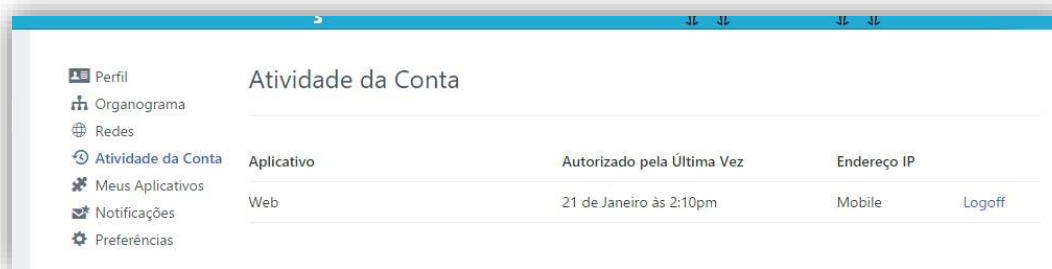 Perfil
Organograma
Redes
Atividade da Conta
Meus Aplicativos
Notificações
Preferências
Atividade da Conta
Aplicativo Autorizado pela Última Vez Endereço IP
Web 21 de Janeiro às 2:10pm Mobile Logoff